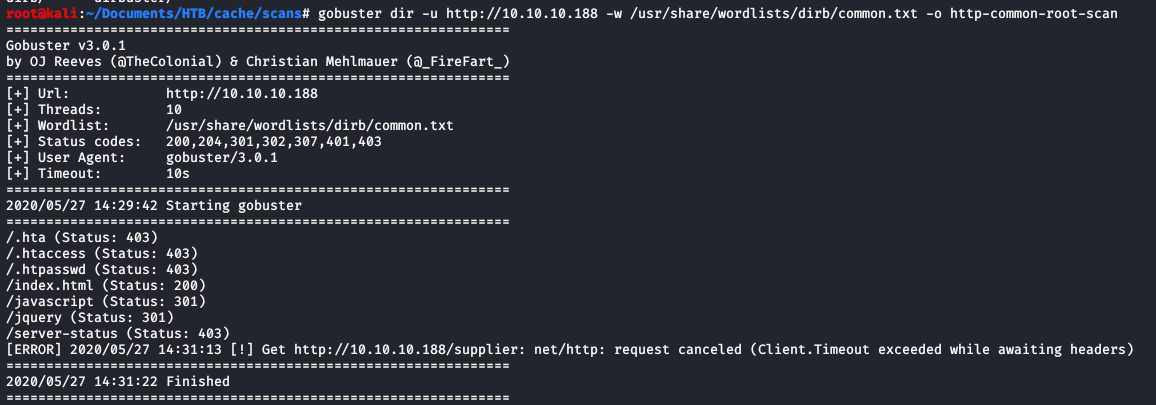 root@kali:~/Documents/HTB/cache/scans# gobuster dir -u http://10.10.10.188 -w /usr/share/wordlists/dirb/common.txt -o http-common-root-scan
===============================================================
Gobuster v3.0.1
by OJ Reeves (@TheColonial) & Christian Mehlmauer (@_FireFart_)
===============================================================
[+] Url:            http://10.10.10.188
[+] Threads:        10
[+] Wordlist:       /usr/share/wordlists/dirb/common.txt
[+] Status codes:   200,204,301,302,307,401,403
[+] User Agent:     gobuster/3.0.1
[+] Timeout:        10s
===============================================================
2020/05/27 14:29:42 Starting gobuster
===============================================================
/.hta (Status: 403)
/.htaccess (Status: 403)
/.htpasswd (Status: 403)
/index.html (Status: 200)
/javascript (Status: 301)
/jquery (Status: 301)
/server-status (Status: 403)
[ERROR] 2020/05/27 14:31:13 [!] Get http://10.10.10.188/supplier: net/http: request canceled (Client.Timeout exceeded while awaiting headers)
===============================================================
2020/05/27 14:31:22 Finished
===============================================================